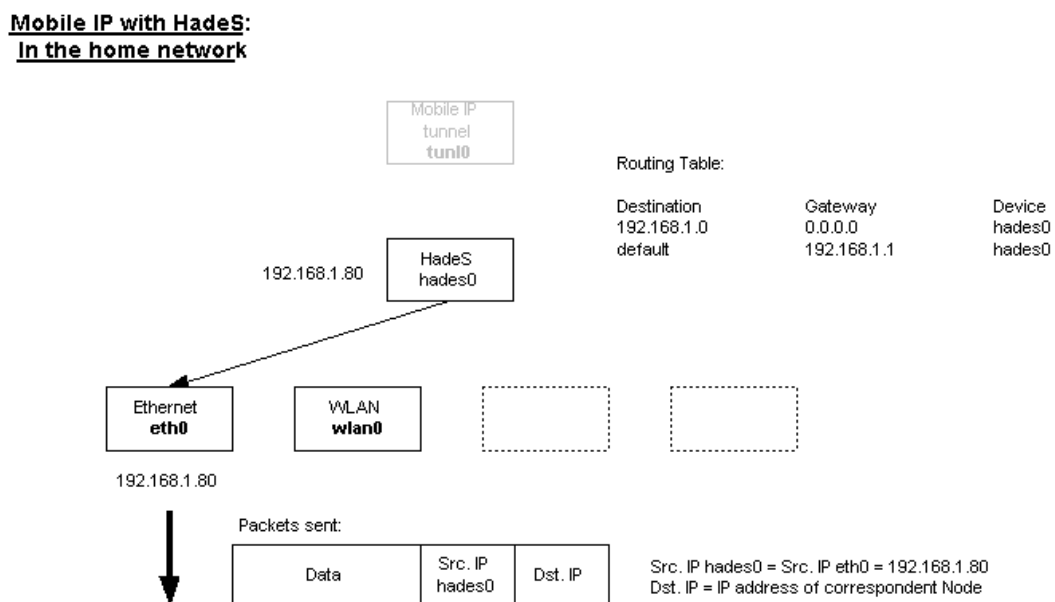 Mobile IP with HadeS:
In the home network
Mobile IP
tunnel
tunl0
Routing Table:
Destination Gateway Device
192.168.1.0 0.0.0.0 hades0
default 192.168.1.1 hades0
192.168.1.80
HadeS
hades0
Ethernet
eth0
WLAN
wlan0
192.168.1.80
Packets sent:
Data
Src. IP
hades0
Dst. IP
Src. IP hades0 = Src. IP eth0 = 192.168.1.80
Dst. IP = IP address of correspondent Node